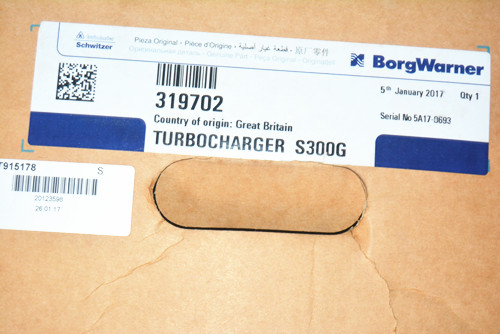 Schwitzer
Pieza Original - Pièce d'Origine - قطعة غيار أصلية - 原厂零件
BorgWarner
319702
5th January 2017 Qty 1
Country of origin: Great Britain
Serial No 5A17-0693
TURBOCHARGER S300G
T915178 S
20123596
26.01.17